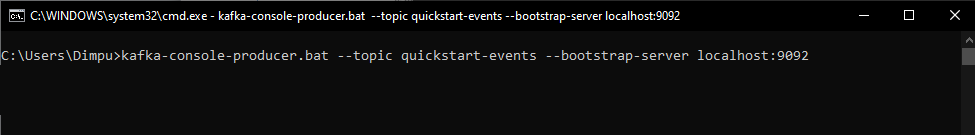 C:\WINDOWS\system32\cmd.exe - kafka-console-producer.bat --topic quickstart-events --bootstrap-server localhost:9092
C:\Users\Dimpu>kafka-console-producer.bat --topic quickstart-events --bootstrap-server localhost:9092